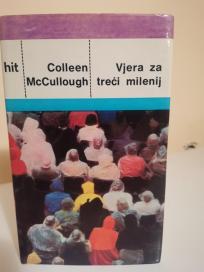 hit
Colleen
McCullough
Vjera za
treći milenij